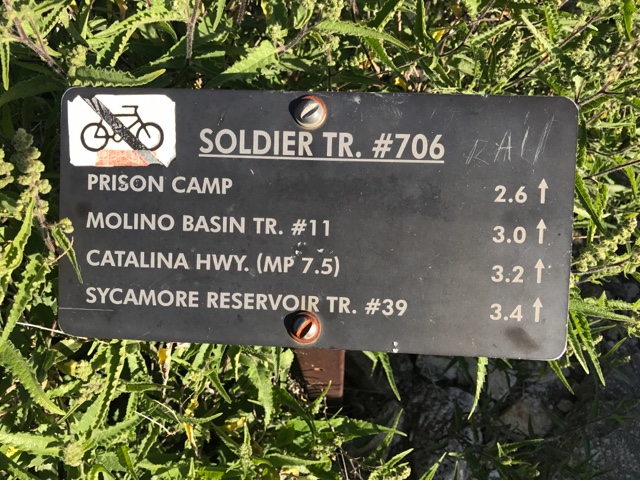 SOLDIER TR. #706
PRISON CAMP 2.6
MOLINO BASIN TR. #11 3.0
CATALINA HWY. (MP 7.5) 3.2
SYCAMORE RESERVOIR TR. #39 3.4